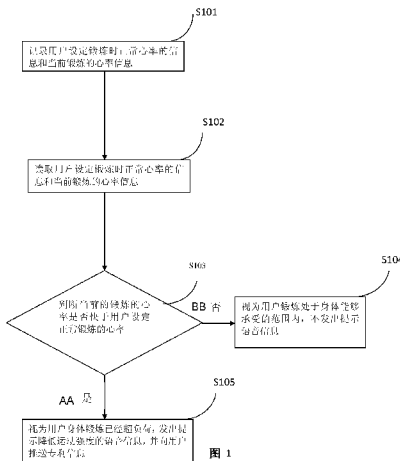 S101
记录用户设定锻炼时正常心率的信
息和当前锻炼的心率信息
S102
读取用户设定锻炼时正常心率的信
息和当前锻炼的心率信息
S103
判断当前的锻炼的心
率是否快于用户设定
正常锻炼的心率
BB 否
S104
视为用户锻炼处于身体能够
承受的范围内，不发出提示
语音信息
AA 是
S105
视为用户身体锻炼已经超负荷，发出提
示降低运动强度的语音信息，并向用户
推送专利信息
图 1